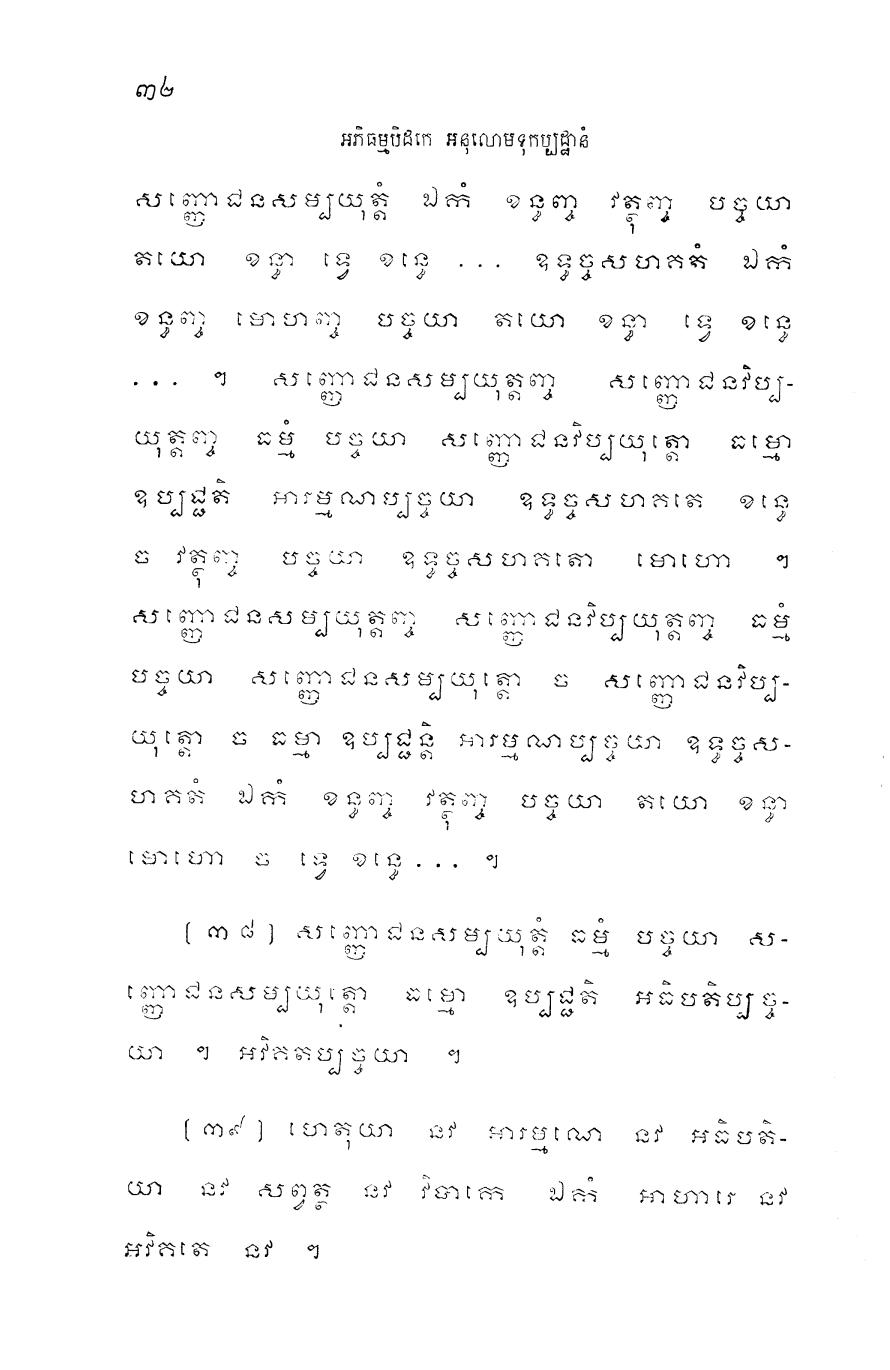 ៣២
អភិធម្មបិដកេ អនុលោមទុកប្បដ្ឋានំ
សញ្ញោជនសម្បយុត្តំ ឯកំ ខន្ធញ្ច វត្ថុញ្ច បច្ចយា
តយោ ខន្ធា ទ្វេ ខន្ធេ ... ឧទ្ធច្ចសហគតំ ឯកំ
ខន្ធញ្ច មោហញ្ច បច្ចយា តយោ ខន្ធា ទ្វេ ខន្ធេ
... ។ សញ្ញោជនសម្បយុត្តញ្ច សញ្ញោជនវិប្ប-
យុត្តញ្ច ធម្មំ បច្ចយា សញ្ញោជនវិប្បយុត្តោ ធម្មោ
ឧប្បជ្ជតិ អារម្មណប្បច្ចយា ឧទ្ធច្ចសហគតេ ខន្ធេ
ច វត្ថុញ្ច បច្ចយា ឧទ្ធច្ចសហគតោ មោហោ ។
សញ្ញោជនសម្បយុត្តញ្ច សញ្ញោជនវិប្បយុត្តញ្ច ធម្មំ
បច្ចយា សញ្ញោជនសម្បយុត្តោ ច សញ្ញោជនវិប្ប-
យុត្តោ ច ធម្មា ឧប្បជ្ជន្តិ អារម្មណប្បច្ចយា ឧទ្ធច្ចស-
ហគតំ ឯកំ ខន្ធញ្ច វត្ថុញ្ច បច្ចយា តយោ ខន្ធា
មោហោ ច ទ្វេ ខន្ធេ ... ។
(៣៨) សញ្ញោជនសម្បយុត្តំ ធម្មំ បច្ចយា ស-
ញ្ញោជនសម្បយុត្តោ ធម្មោ ឧប្បជ្ជតិ អធិបតិប្បច្ច-
យា ។ អវិគតប្បច្ចយា ។
(៣៩) ហេតុយា នវ អារម្មណេ នវ អធិបតិ-
យា នវ សព្វត្ថ នវ វិបាកេ ឯកំ អាហារេ នវ
អវិគតេ នវ ។